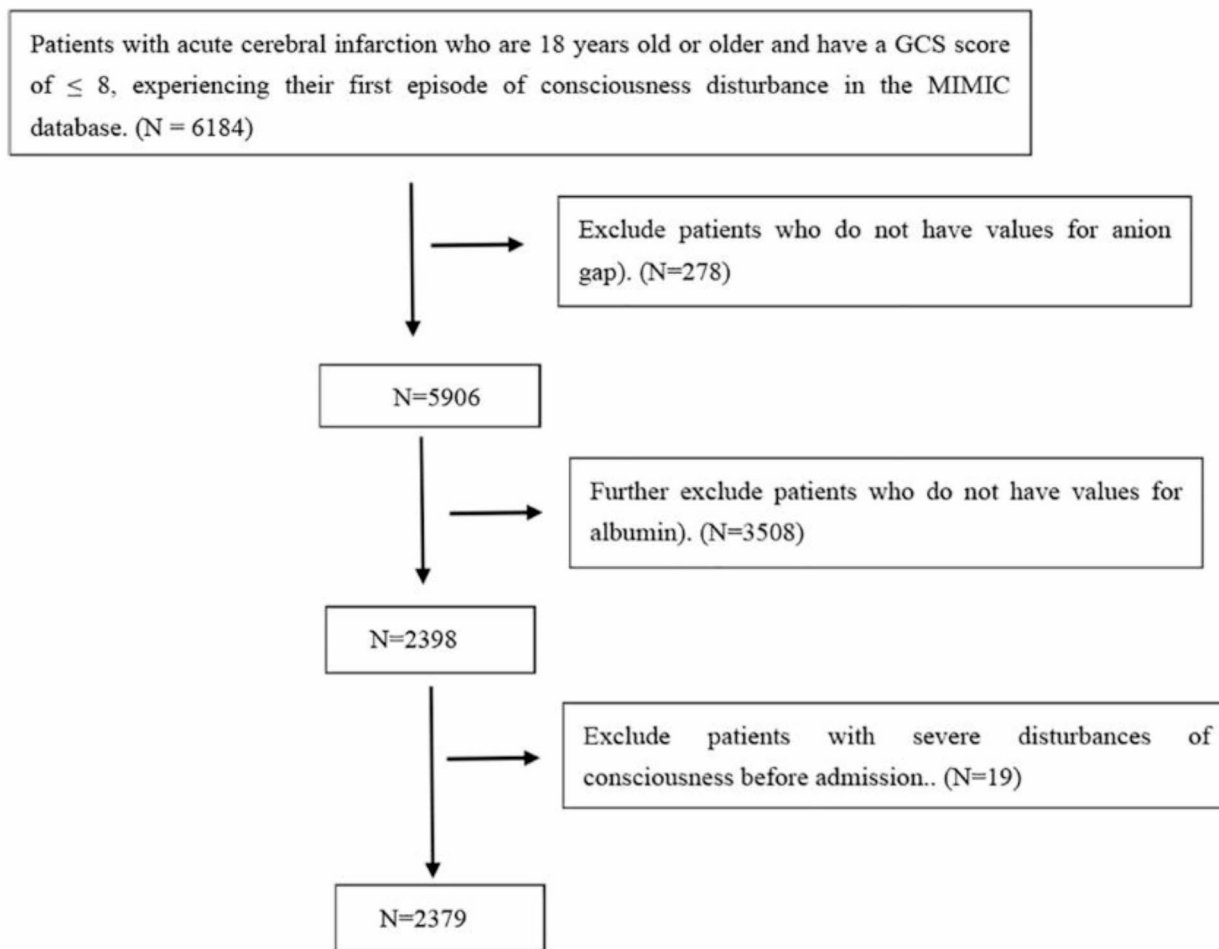 Patients with acute cerebral infarction who are 18 years old or older and have a GCS score
of ≤ 8, experiencing their first episode of consciousness disturbance in the MIMIC
database. (N = 6184)
Exclude patients who do not have values for anion
gap). (N=278)
N=5906
Further exclude patients who do not have values for
albumin). (N=3508)
N=2398
Exclude patients with severe disturbances of
consciousness before admission.. (N=19)
N=2379